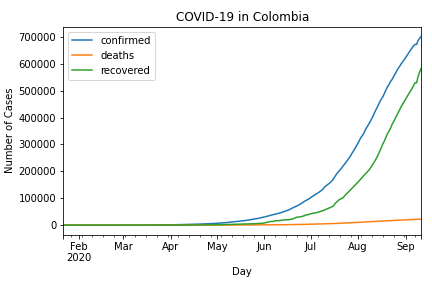 COVID-19 in Colombia
confirmed
deaths
recovered
700000
600000
500000
400000
300000
200000
100000
0
Number of Cases
Feb Mar Apr May Jun Jul Aug Sep
2020
Day